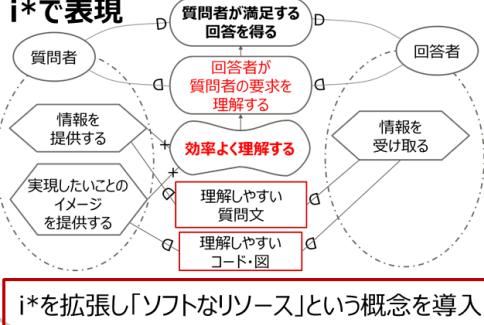 i*で表現
質問者が満足する
回答を得る
質問者
回答者
回答者が
質問者の要求を
理解する
情報を
提供する
効率よく理解する
情報を
受け取る
実現したいことの
イメージ
を提供する
理解しやすい
質問文
理解しやすい
コード・図
D
D
D
D
D
D
D
D
+
+
i*を拡張し「ソフトなリソース」という概念を導入